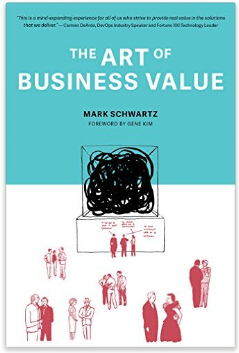 "This is a mind-expanding experience for all of us who strive to provide real value in the solutions
that we deliver."—Carmen DeArdo, DevOps Industry Speaker and Fortune 100 Technology Leader
THE ART OF
BUSINESS VALUE
MARK SCHWARTZ
FOREWORD BY GENE KIM